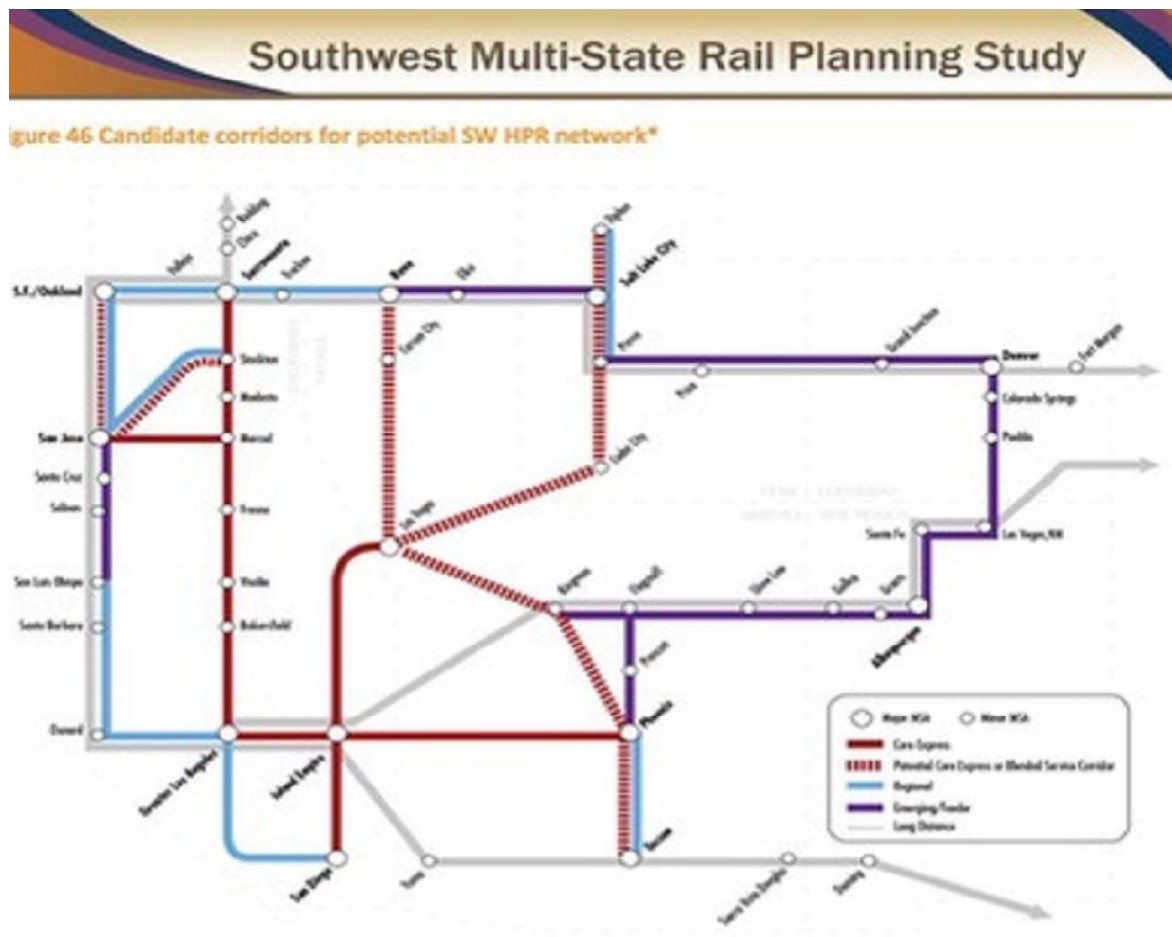 Southwest Multi-State Rail Planning Study
igure 46 Candidate corridors for potential SW HPR network*
Redding
Chico
Sacramento
Reno
Elko
Ogden
Salt Lake City
S.F./Oakland
Carson City
Provo
Grand Junction
Denver
Fort Morgan
Stockton
Price
Colorado Springs
Modesto
San Jose
Merced
Pueblo
Santa Cruz
Cedar City
Salinas
Fresno
Las Vegas
Santa Fe
Las Vegas, NM
San Luis Obispo
Visalia
Kingman
Flagstaff
Gallup
Grants
Santa Barbara
Bakersfield
Albuquerque
Prescott
Oxnard
Phoenix
Greater Los Angeles
Inland Empire
Major MSA
Minor MSA
Core Express
Potential Core Express or Blended Service Corridor
Regional
Emerging/Feeder
Long Distance
San Diego
Yuma
Tucson